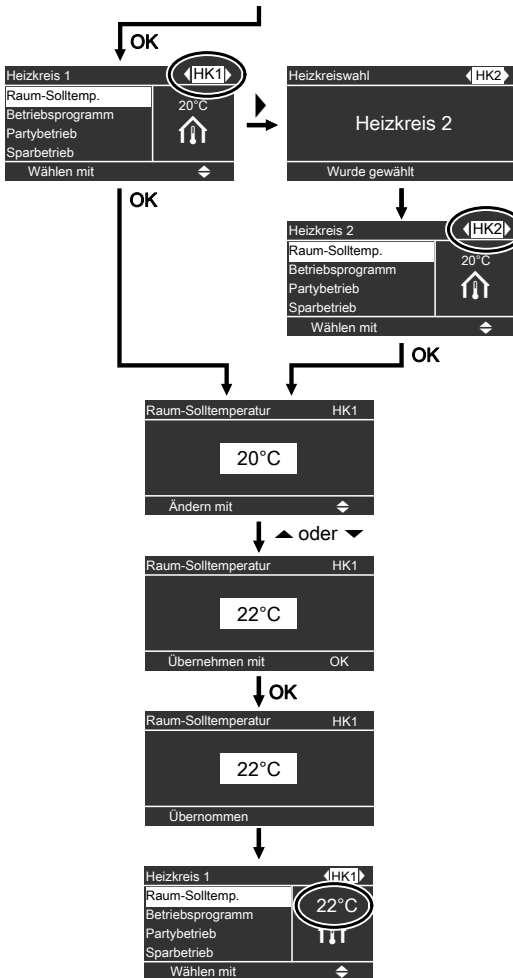 OK
Heizkreis 1 HK1
Raum-Solltemp.
20°C
Betriebsprogramm
Partybetrieb
Sparbetrieb
Wählen mit
Heizkreiswahl HK2
Heizkreis 2
Wurde gewählt
OK
Heizkreis 2 HK2
Raum-Solltemp.
20°C
Betriebsprogramm
Partybetrieb
Sparbetrieb
Wählen mit
OK
Raum-Solltemperatur HK1
20°C
Ändern mit
oder
Raum-Solltemperatur HK1
22°C
Übernehmen mit OK
OK
Raum-Solltemperatur HK1
22°C
Übernommen
Heizkreis 1 HK1
Raum-Solltemp.
22°C
Betriebsprogramm
Partybetrieb
Sparbetrieb
Wählen mit